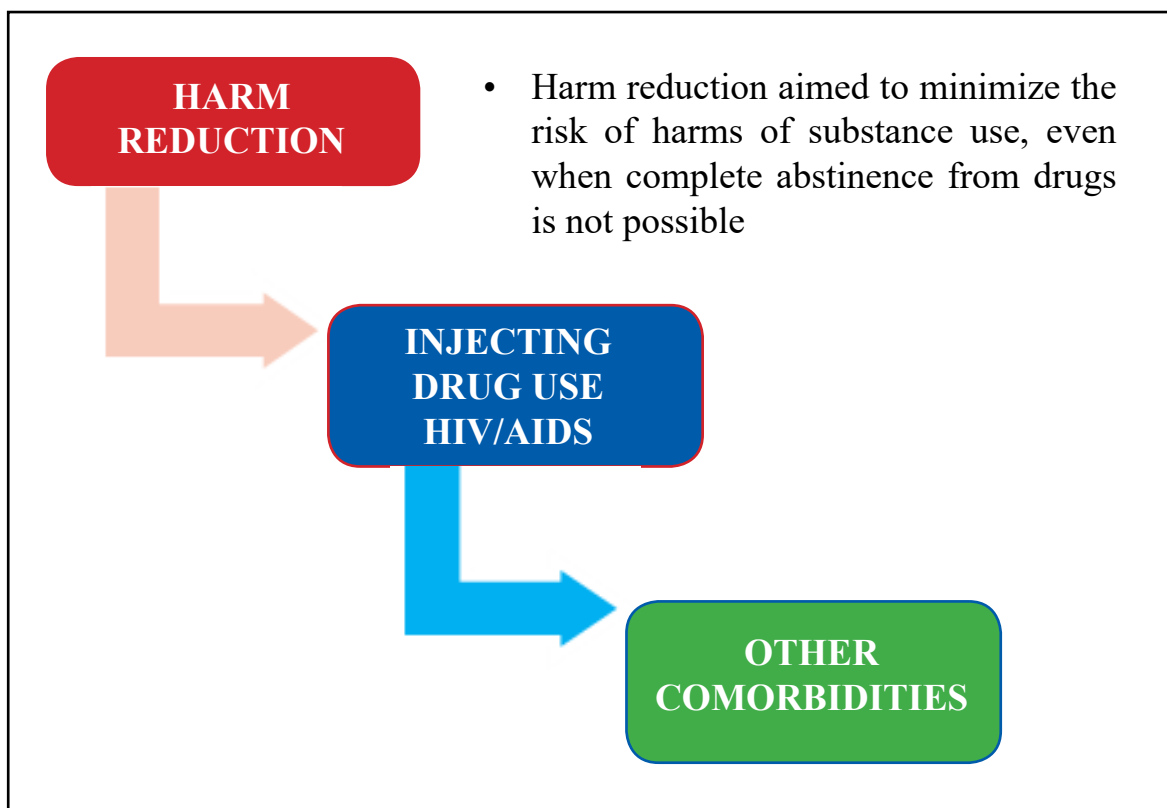 HARM
REDUCTION
• Harm reduction aimed to minimize the
risk of harms of substance use, even
when complete abstinence from drugs
is not possible
INJECTING
DRUG USE
HIV/AIDS
OTHER
COMORBIDITIES